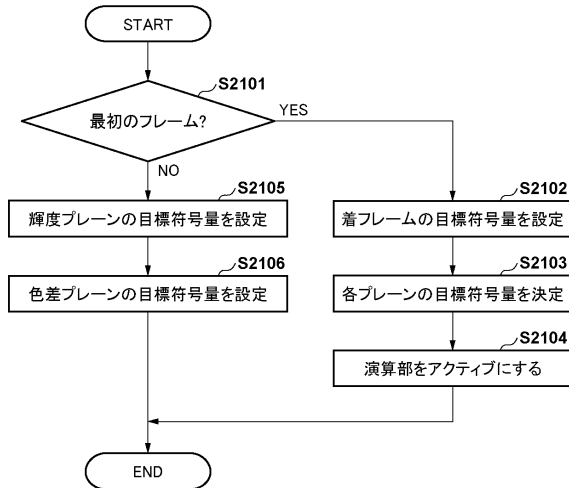 START
S2101
最初のフレーム?
YES
NO
S2105
輝度プレーンの目標符号量を設定
S2106
色差プレーンの目標符号量を設定
S2102
着フレームの目標符号量を設定
S2103
各プレーンの目標符号量を決定
S2104
演算部をアクティブにする
END